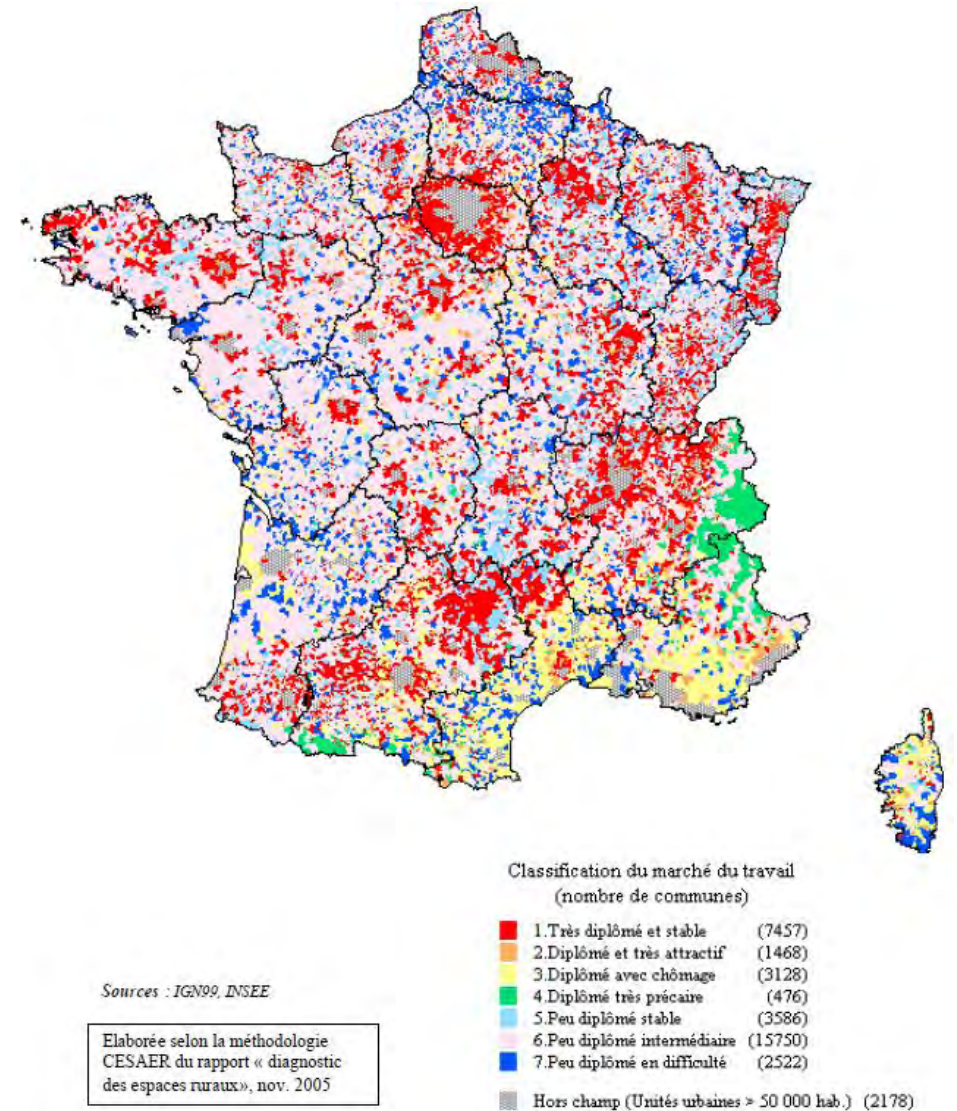 Classification du marché du travail
(nombre de communes)
1.Très diplômé et stable (7457)
2.Diplômé et très attractif (1468)
3.Diplômé avec chômage (3128)
4.Diplômé très précaire (476)
5.Peu diplômé stable (3586)
6.Peu diplômé intermédiaire (15750)
7.Peu diplômé en difficulté (2522)
Hors champ (Unités urbaines > 50 000 hab.) (2178)
Sources : IGN99, INSEE
Elaborée selon la méthodologie
CESAER du rapport « diagnostic
des espaces ruraux», nov. 2005